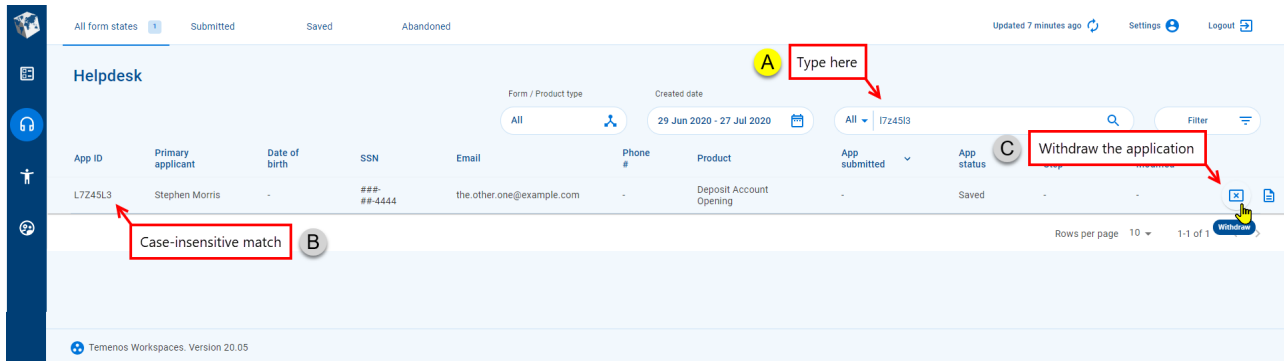 All form states 1 Submitted Saved Abandoned Updated 7 minutes ago Settings Logout
A Type here
Helpdesk
Form / Product type Created date
All 29 Jun 2020 - 27 Jul 2020 All l7z45l3 Filter
C Withdraw the application
App ID Primary applicant Date of birth SSN Email Phone # Product App submitted App status
L7Z45L3 Stephen Morris - ###-##-4444 the.other.one@example.com - Deposit Account Opening - Saved - -
Case-insensitive match B
Withdraw
Rows per page 10 1-1 of 1
Temenos Workspaces. Version 20.05